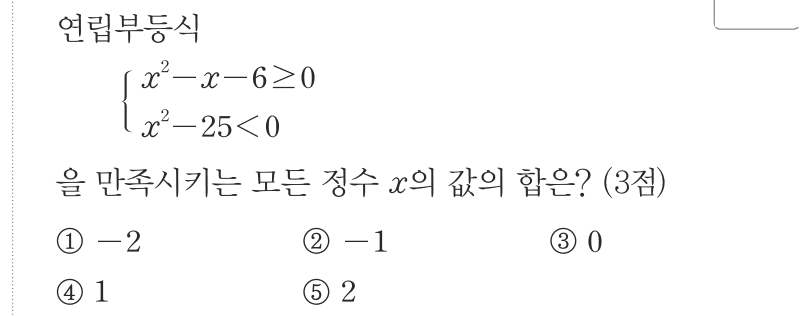 연립부등식
x²-x-6≥0
x²-25<0
을 만족시키는 모든 정수 x의 값의 합은? (3점)
① -2 ② -1 ③ 0
④ 1 ⑤ 2